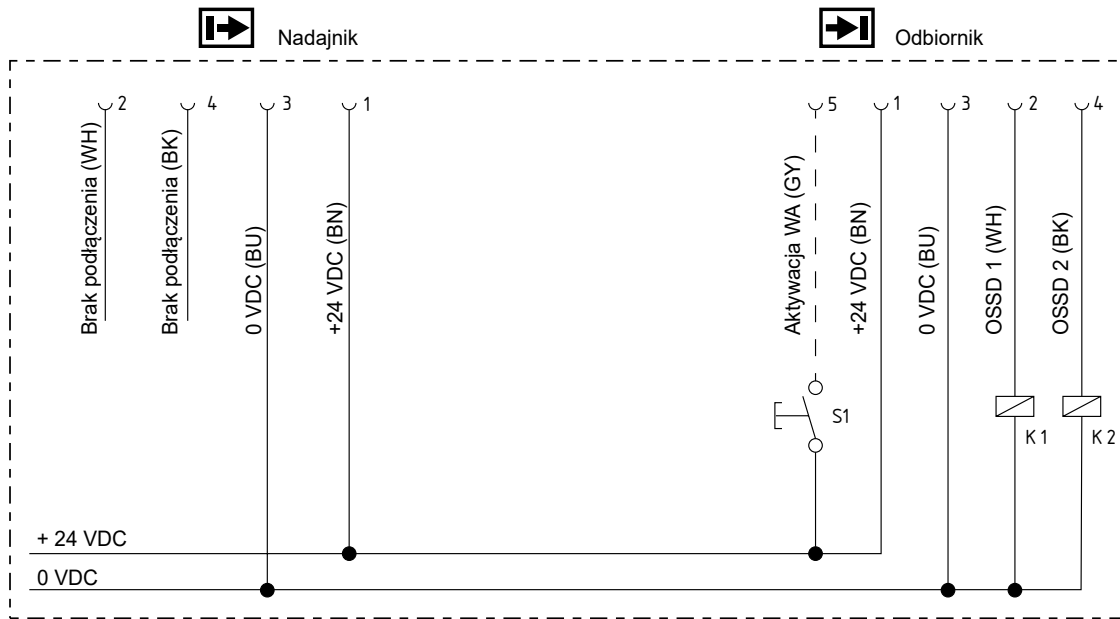 Nadajnik
Odbiornik
2
4
3
1
5
1
3
2
4
Brak podłączenia (WH)
Brak podłączenia (BK)
0 VDC (BU)
+24 VDC (BN)
Aktywacja WA (GY)
+24 VDC (BN)
0 VDC (BU)
OSSD 1 (WH)
OSSD 2 (BK)
S1
K 1
K 2
+ 24 VDC
0 VDC